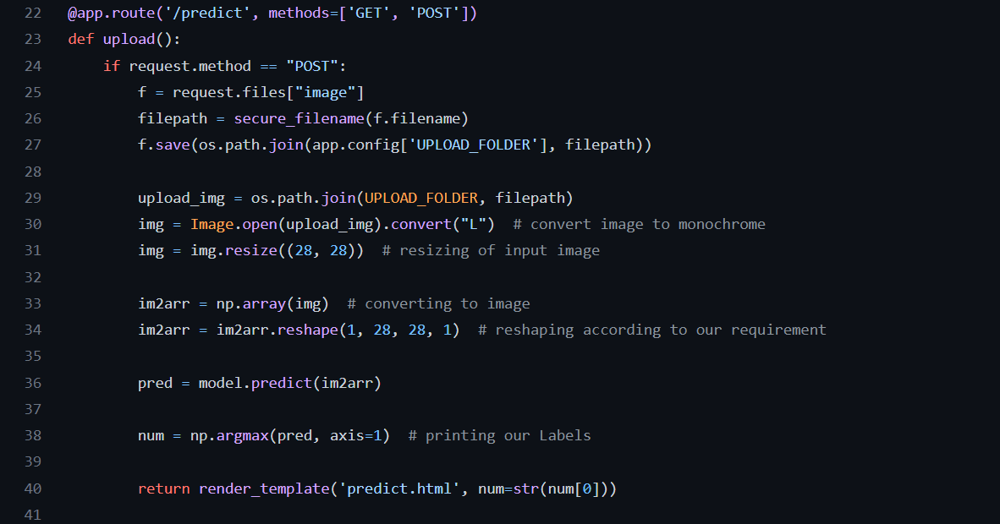 22 @app.route('/predict', methods=['GET', 'POST'])
23 def upload():
24     if request.method == "POST":
25         f = request.files["image"]
26         filepath = secure_filename(f.filename)
27         f.save(os.path.join(app.config['UPLOAD_FOLDER'], filepath))
28
29         upload_img = os.path.join(UPLOAD_FOLDER, filepath)
30         img = Image.open(upload_img).convert("L")  # convert image to monochrome
31         img = img.resize((28, 28))  # resizing of input image
32
33         im2arr = np.array(img)  # converting to image
34         im2arr = im2arr.reshape(1, 28, 28, 1)  # reshaping according to our requirement
35
36         pred = model.predict(im2arr)
37
38         num = np.argmax(pred, axis=1)  # printing our Labels
39
40         return render_template('predict.html', num=str(num[0]))
41